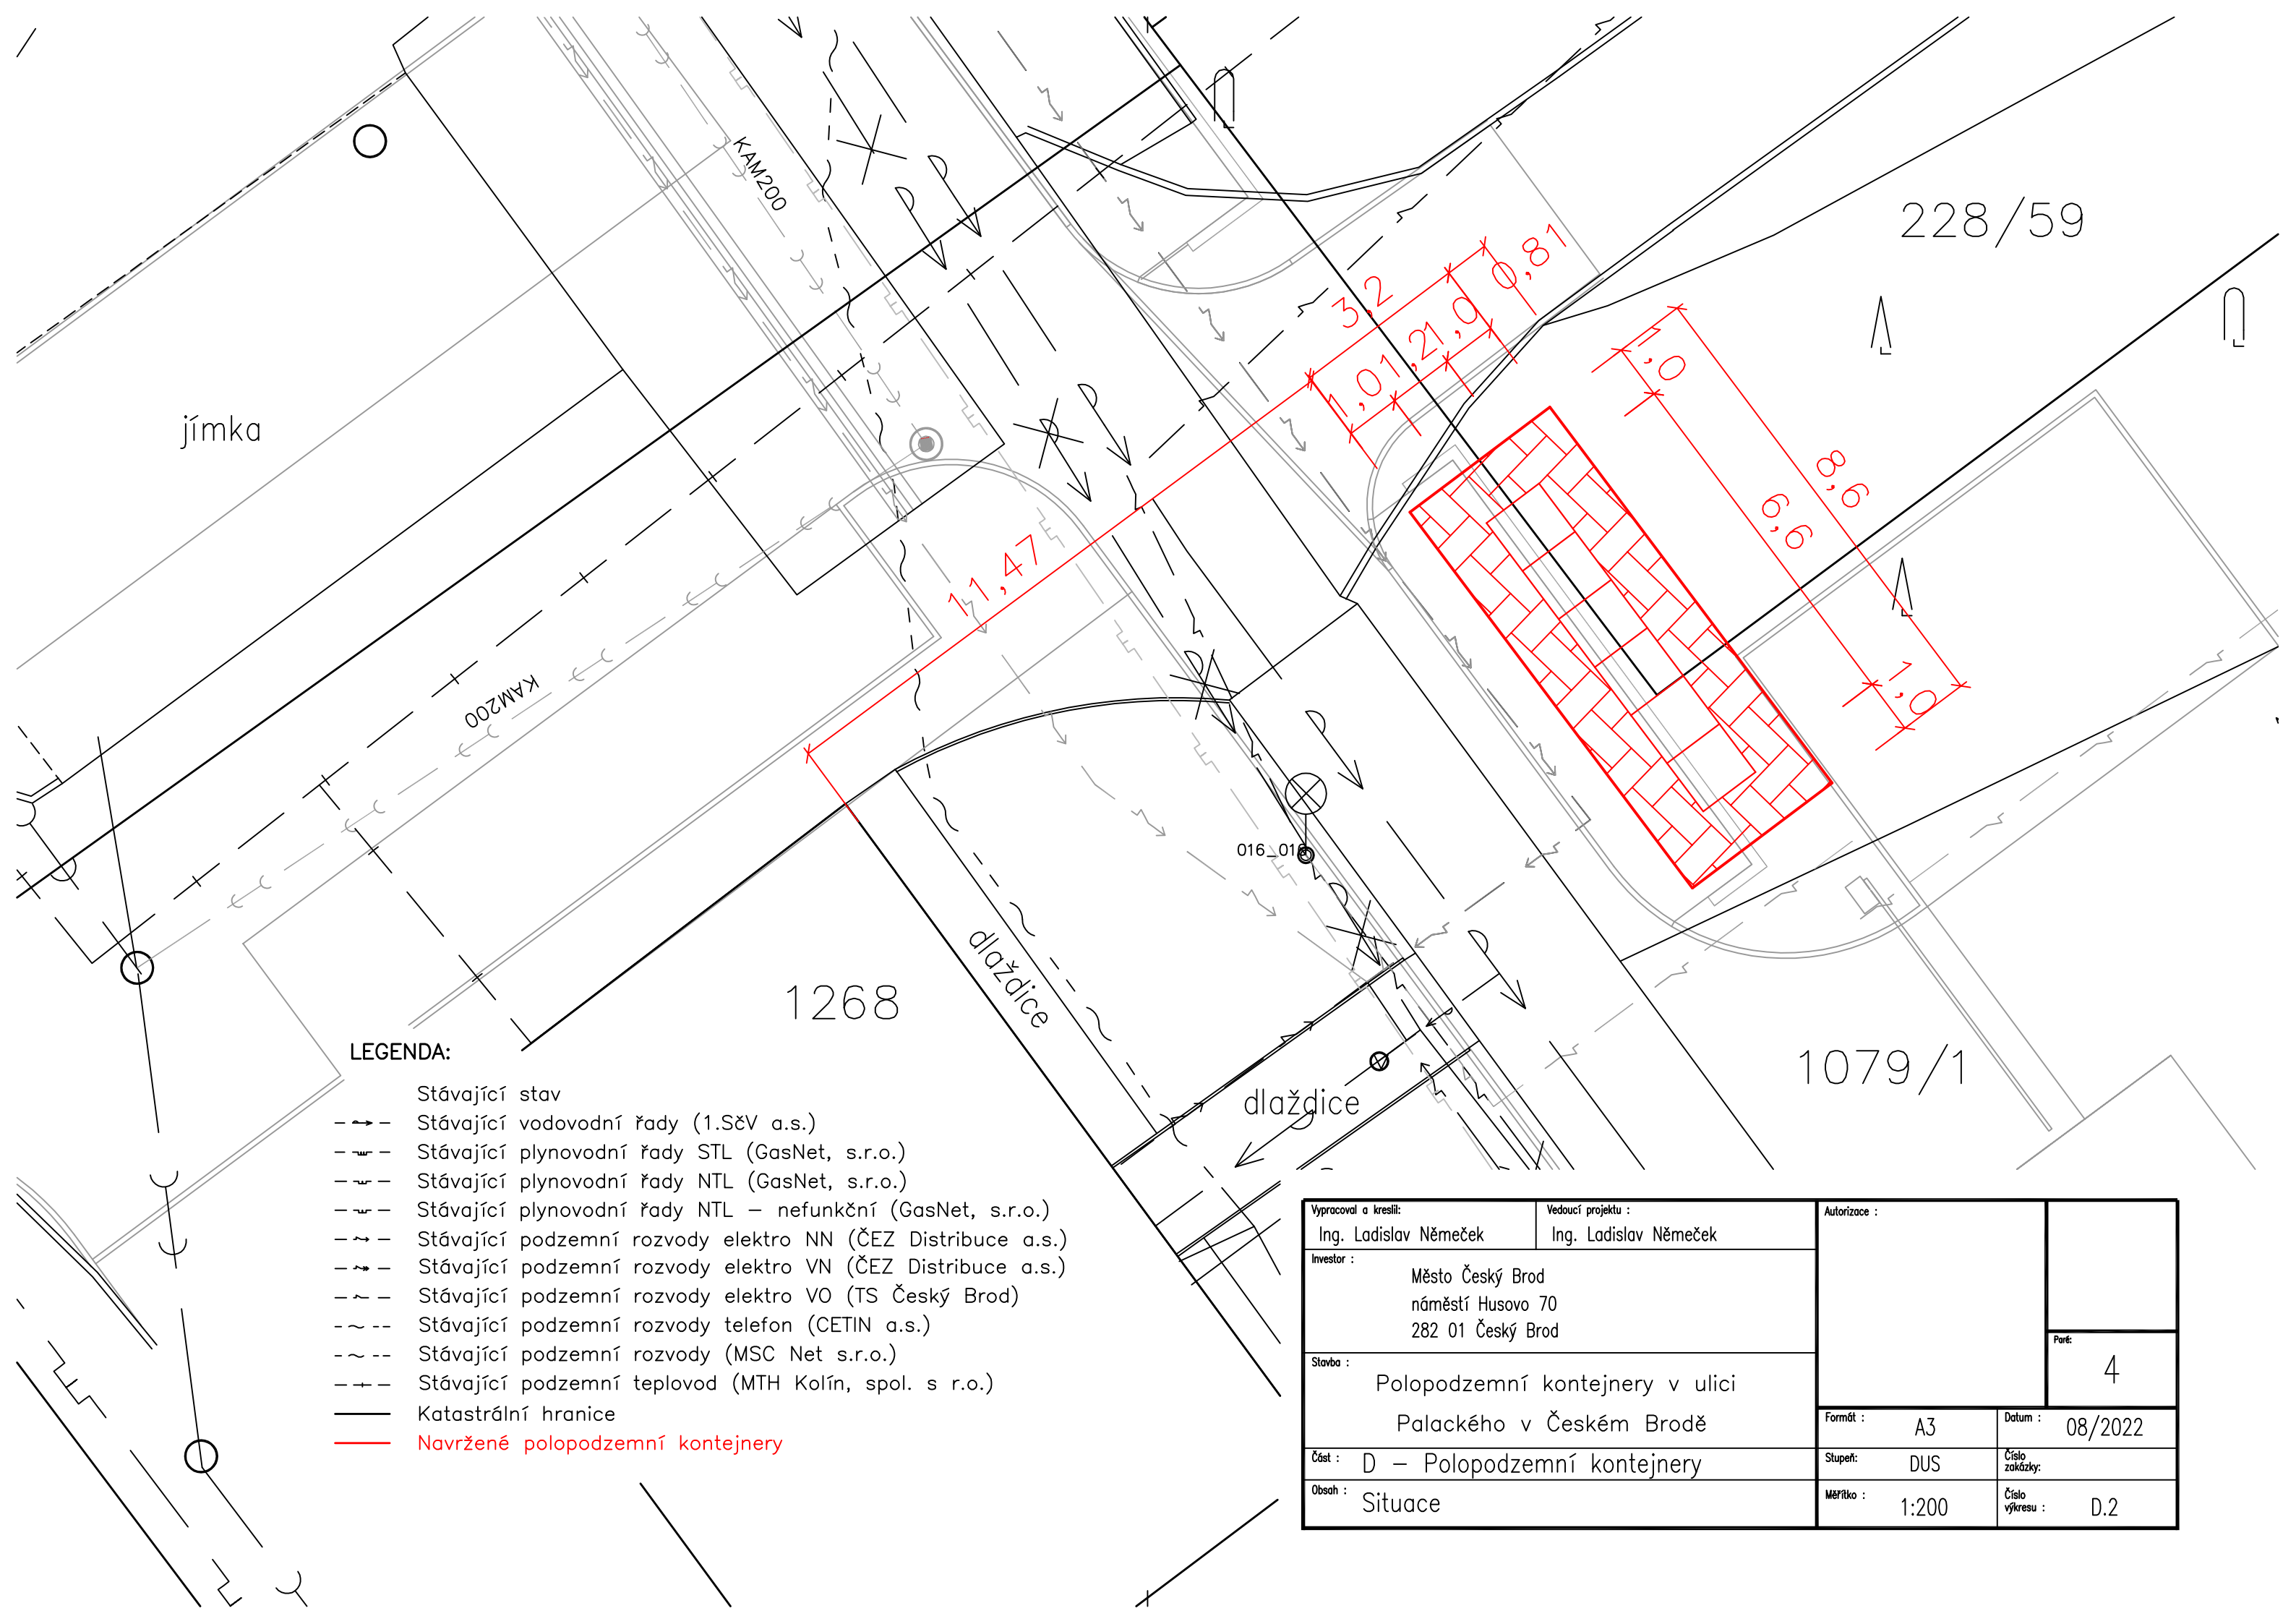 KAM200
228/59
0,81
3,2
1,0
1,2
1,0
1,0
jímka
8,6
6,6
11,47
1,0
KAM200
016_016
dlaždice
1268
1079/1
dlaždice
LEGENDA:
Stávající stav
Stávající vodovodní řady (1.SčV a.s.)
Stávající plynovodní řady STL (GasNet, s.r.o.)
Stávající plynovodní řady NTL (GasNet, s.r.o.)
Stávající plynovodní řady NTL – nefunkční (GasNet, s.r.o.)
Stávající podzemní rozvody elektro NN (ČEZ Distribuce a.s.)
Stávající podzemní rozvody elektro VN (ČEZ Distribuce a.s.)
Stávající podzemní rozvody elektro VO (TS Český Brod)
Stávající podzemní rozvody telefon (CETIN a.s.)
Stávající podzemní rozvody (MSC Net s.r.o.)
Stávající podzemní teplovod (MTH Kolín, spol. s r.o.)
Katastrální hranice
Navržené polopodzemní kontejnery
Vypracoval a kreslil:
Ing. Ladislav Němeček
Vedoucí projektu :
Ing. Ladislav Němeček
Autorizace :
Investor :
Město Český Brod
náměstí Husovo 70
282 01 Český Brod
Paré:
4
Stavba :
Polopodzemní kontejnery v ulici
Palackého v Českém Brodě
Formát :
A3
Datum :
08/2022
Část :
D – Polopodzemní kontejnery
Stupeň:
DUS
Číslo
zakázky:
Obsah :
Situace
Měřítko :
1:200
Číslo
výkresu :
D.2